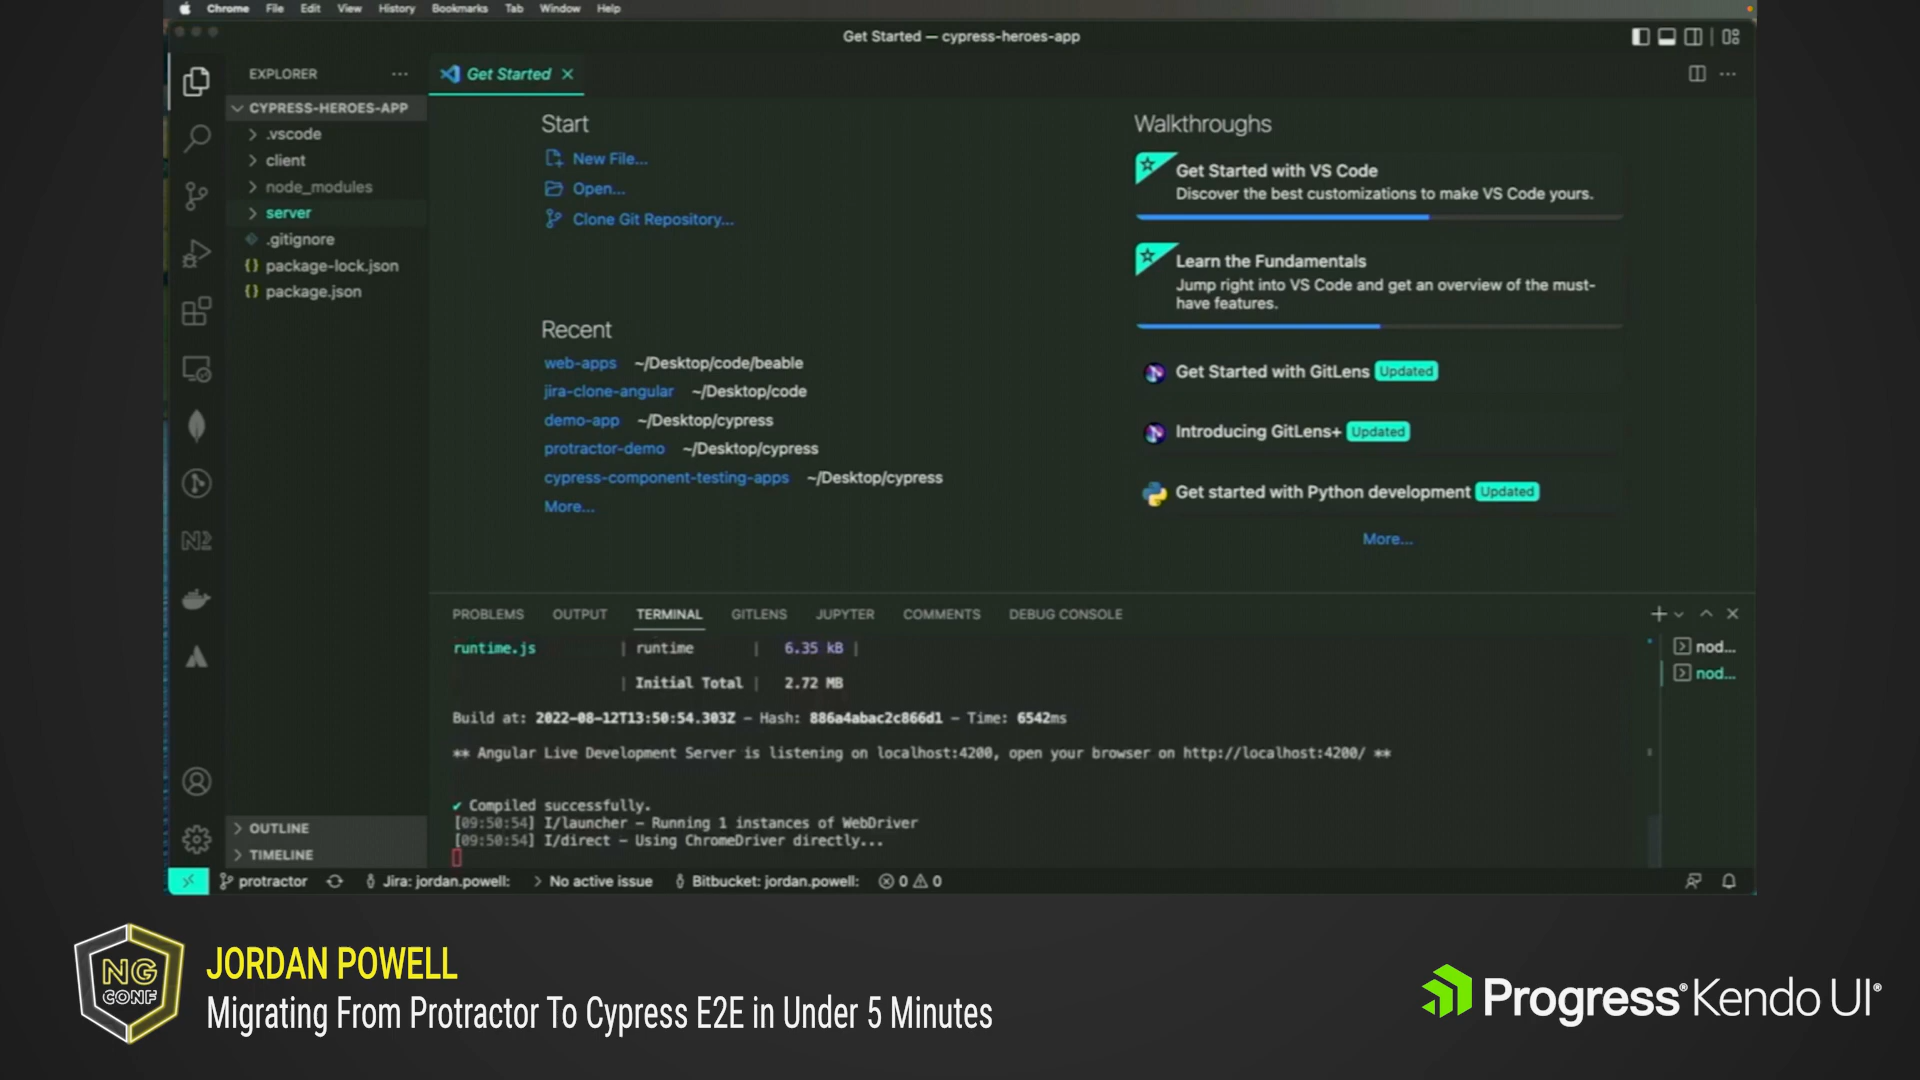 Chrome File Edit View History Bookmarks Tab Window Help
Get Started — cypress-heroes-app
EXPLORER
Get Started
CYPRESS-HEROES-APP
.vscode
client
node_modules
server
.gitignore
package-lock.json
package.json
OUTLINE
TIMELINE
Start
New File...
Open...
Clone Git Repository...
Recent
web-apps ~/Desktop/code/beable
jira-clone-angular ~/Desktop/code
demo-app ~/Desktop/cypress
protractor-demo ~/Desktop/cypress
cypress-component-testing-apps ~/Desktop/cypress
More...
Walkthroughs
Get Started with VS Code
Discover the best customizations to make VS Code yours.
Learn the Fundamentals
Jump right into VS Code and get an overview of the must-
have features.
Get Started with GitLens Updated
Introducing GitLens+ Updated
Get started with Python development Updated
More...
PROBLEMS OUTPUT TERMINAL GITLENS JUPYTER COMMENTS DEBUG CONSOLE
runtime.js | runtime | 6.35 kB |
| Initial Total | 2.72 MB
Build at: 2022-08-12T13:50:54.303Z - Hash: 886a4abac2c866d1 - Time: 6542ms
** Angular Live Development Server is listening on localhost:4200, open your browser on http://localhost:4200/ **
✔ Compiled successfully.
[09:50:54] I/launcher - Running 1 instances of WebDriver
[09:50:54] I/direct - Using ChromeDriver directly...
nod...
nod...
protractor Jira: jordan.powell: No active issue Bitbucket: jordan.powell: 0 0
NG
CONF
JORDAN POWELL
Migrating From Protractor To Cypress E2E in Under 5 Minutes
Progress® Kendo UI®